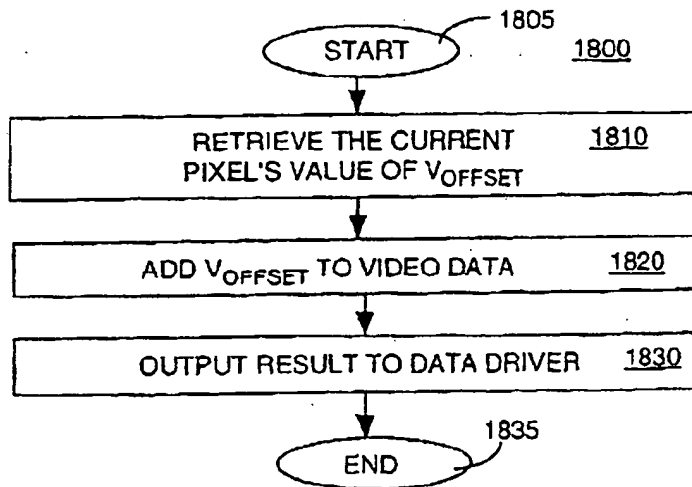 1805
START
1800
RETRIEVE THE CURRENT 1810
PIXEL'S VALUE OF VOFFSET
ADD VOFFSET TO VIDEO DATA 1820
OUTPUT RESULT TO DATA DRIVER 1830
1835
END